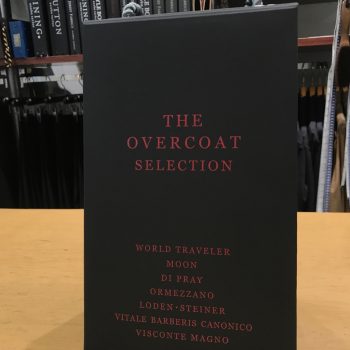 THE
OVERCOAT
SELECTION
WORLD TRAVELER
MOON
DI PRAY
ORMEZZANO
LODEN·STEINER
VITALE BARBERIS CANONICO
VISCONTE MAGNO